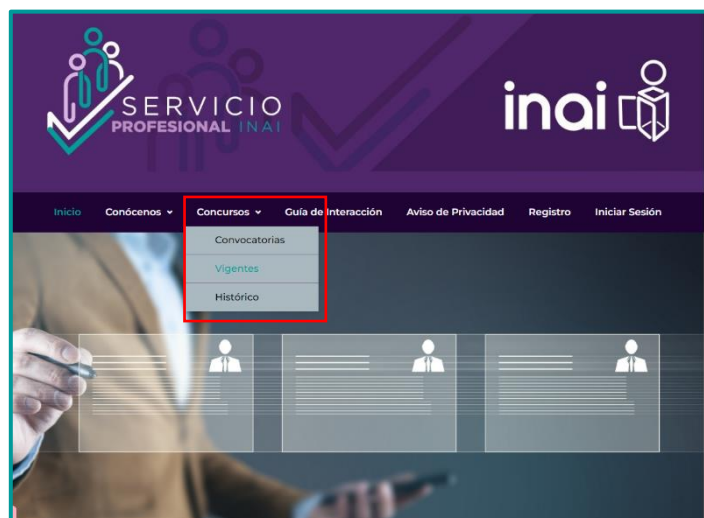 SERVICIO
PROFESIONAL INAI
inai
Inicio Conócenos Concursos Guía de Interacción Aviso de Privacidad Registro Iniciar Sesión
Convocatorias
Vigentes
Histórico